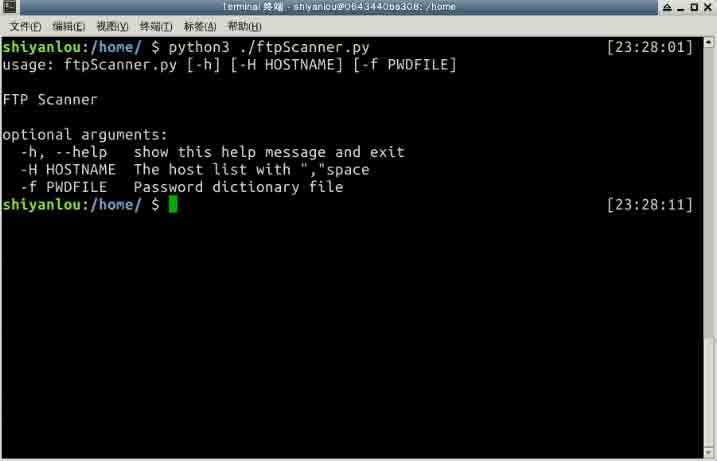 Terminal 终端 - shiyanlou@0643440ba308: /home
文件(F) 编辑(E) 视图(V) 终端(T) 标签(A) 帮助(H)
shiyanlou:/home/ $ python3 ./ftpScanner.py [23:28:01]
usage: ftpScanner.py [-h] [-H HOSTNAME] [-f PWDFILE]
FTP Scanner
optional arguments:
-h, --help show this help message and exit
-H HOSTNAME The host list with ","space
-f PWDFILE Password dictionary file
shiyanlou:/home/ $ [23:28:11]